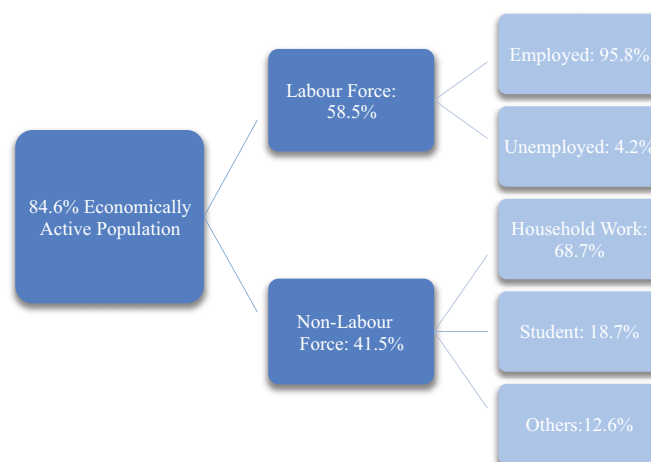 84.6% Economically
Active Population
Labour Force:
58.5%
Non-Labour
Force: 41.5%
Employed: 95.8%
Unemployed: 4.2%
Household Work:
68.7%
Student: 18.7%
Others:12.6%